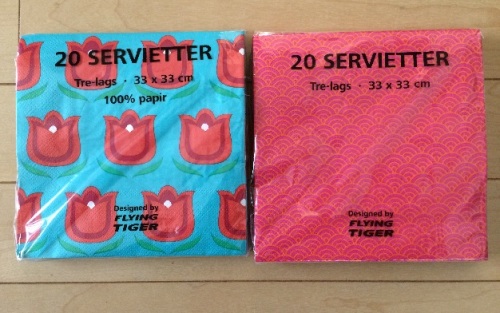 20 SERVIETTER
Tre-lags · 33 x 33 cm
100% papir
Designed by
FLYING
TIGER
20 SERVIETTER
Tre-lags · 33 x 33 cm
Designed by
FLYING
TIGER